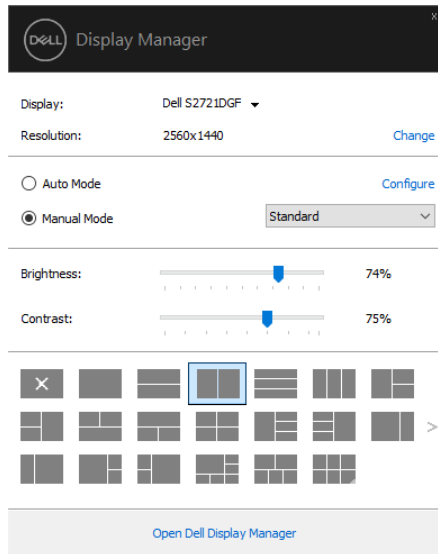 DELL Display Manager
Display: Dell S2721DGF
Resolution: 2560x1440 Change
Auto Mode Configure
Manual Mode Standard
Brightness: 74%
Contrast: 75%
Open Dell Display Manager